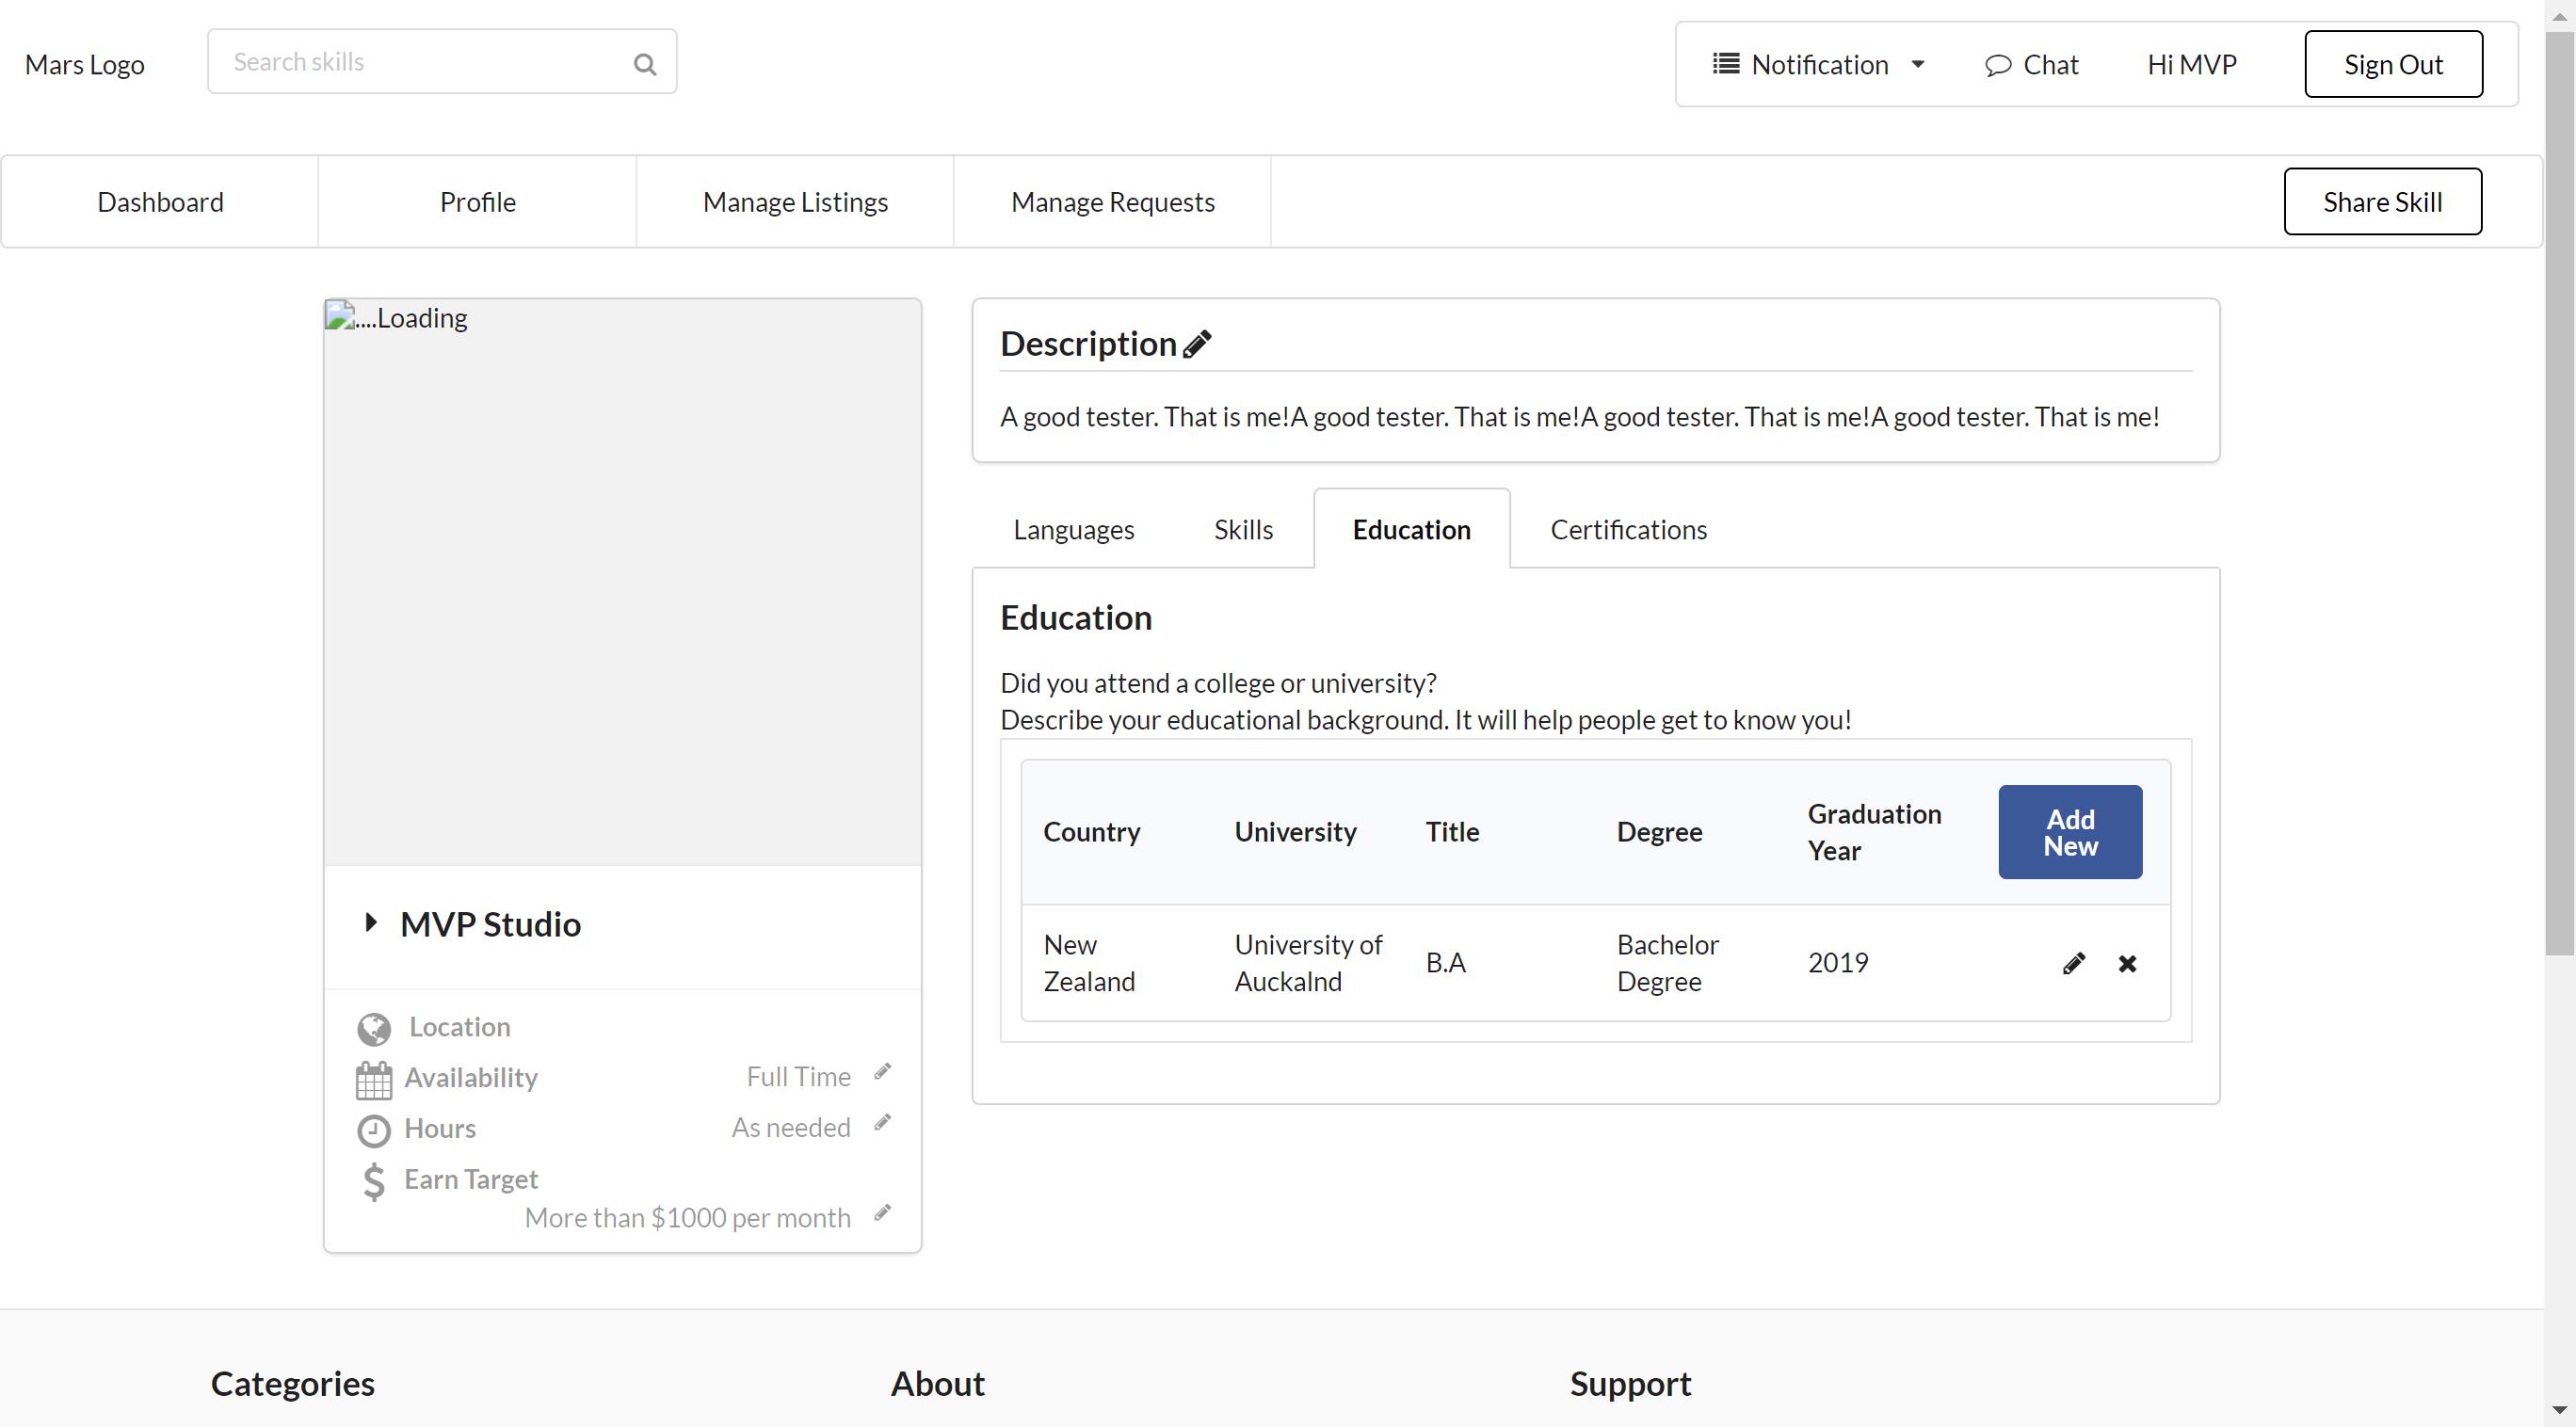 Mars Logo
Search skills
Notification
Chat
Hi MVP
Sign Out
Dashboard
Profile
Manage Listings
Manage Requests
Share Skill
....Loading
MVP Studio
Location
Availability
Full Time
Hours
As needed
Earn Target
More than $1000 per month
Description
A good tester. That is me!A good tester. That is me!A good tester. That is me!A good tester. That is me!
Languages
Skills
Education
Certifications
Education
Did you attend a college or university?
Describe your educational background. It will help people get to know you!
Country
University
Title
Degree
Graduation
Year
Add
New
New
Zealand
University of
Auckalnd
B.A
Bachelor
Degree
2019
Categories
About
Support